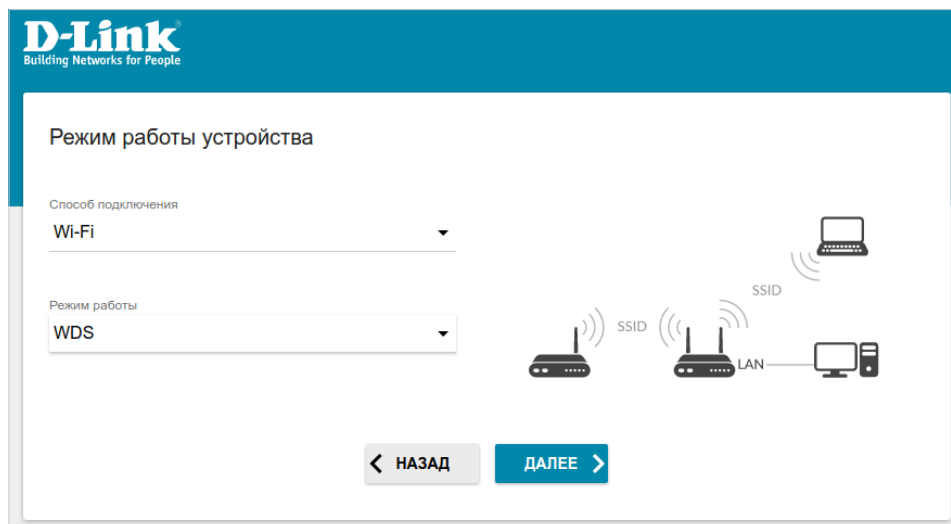 D-Link
Building Networks for People
Режим работы устройства
Способ подключения
Wi-Fi
Режим работы
WDS
SSID
SSID
LAN
НАЗАД
ДАЛЕЕ